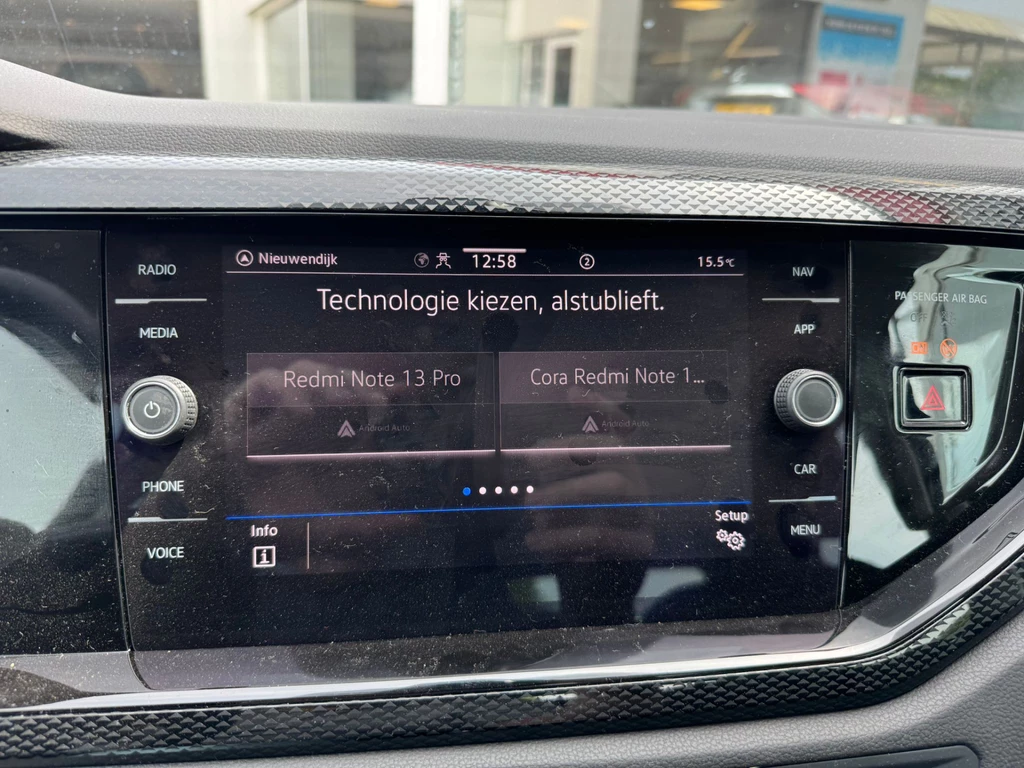 RADIO
MEDIA
PHONE
VOICE
Nieuwendijk
12:58
2
15.5°C
Technologie kiezen, alstublieft.
Redmi Note 13 Pro
Cora Redmi Note 1...
Android Auto
Android Auto
Info
i
Setup
NAV
APP
CAR
MENU
PASSENGER AIR BAG
OFF